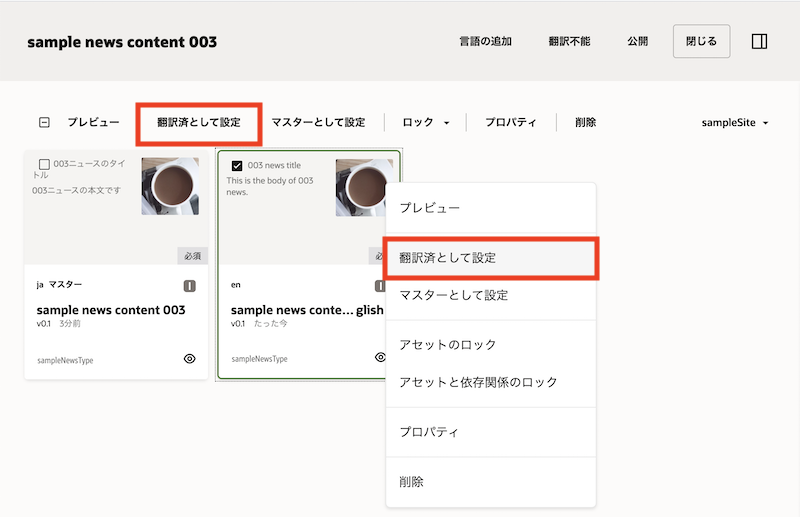 sample news content 003
言語の追加 翻訳不能 公開 閉じる
プレビュー 翻訳済として設定 マスターとして設定 ロック プロパティ 削除 sampleSite
003ニュースのタイ
トル
003ニュースの本文です
必須
ja マスター
I
sample news content 003
v0.1 3分前
sampleNewsType
003 news title
This is the body of 003
news.
必
en
I
sample news conte... glish
v0.1 たった今
sampleNewsType
プレビュー
翻訳済として設定
マスターとして設定
アセットのロック
アセットと依存関係のロック
プロパティ
削除